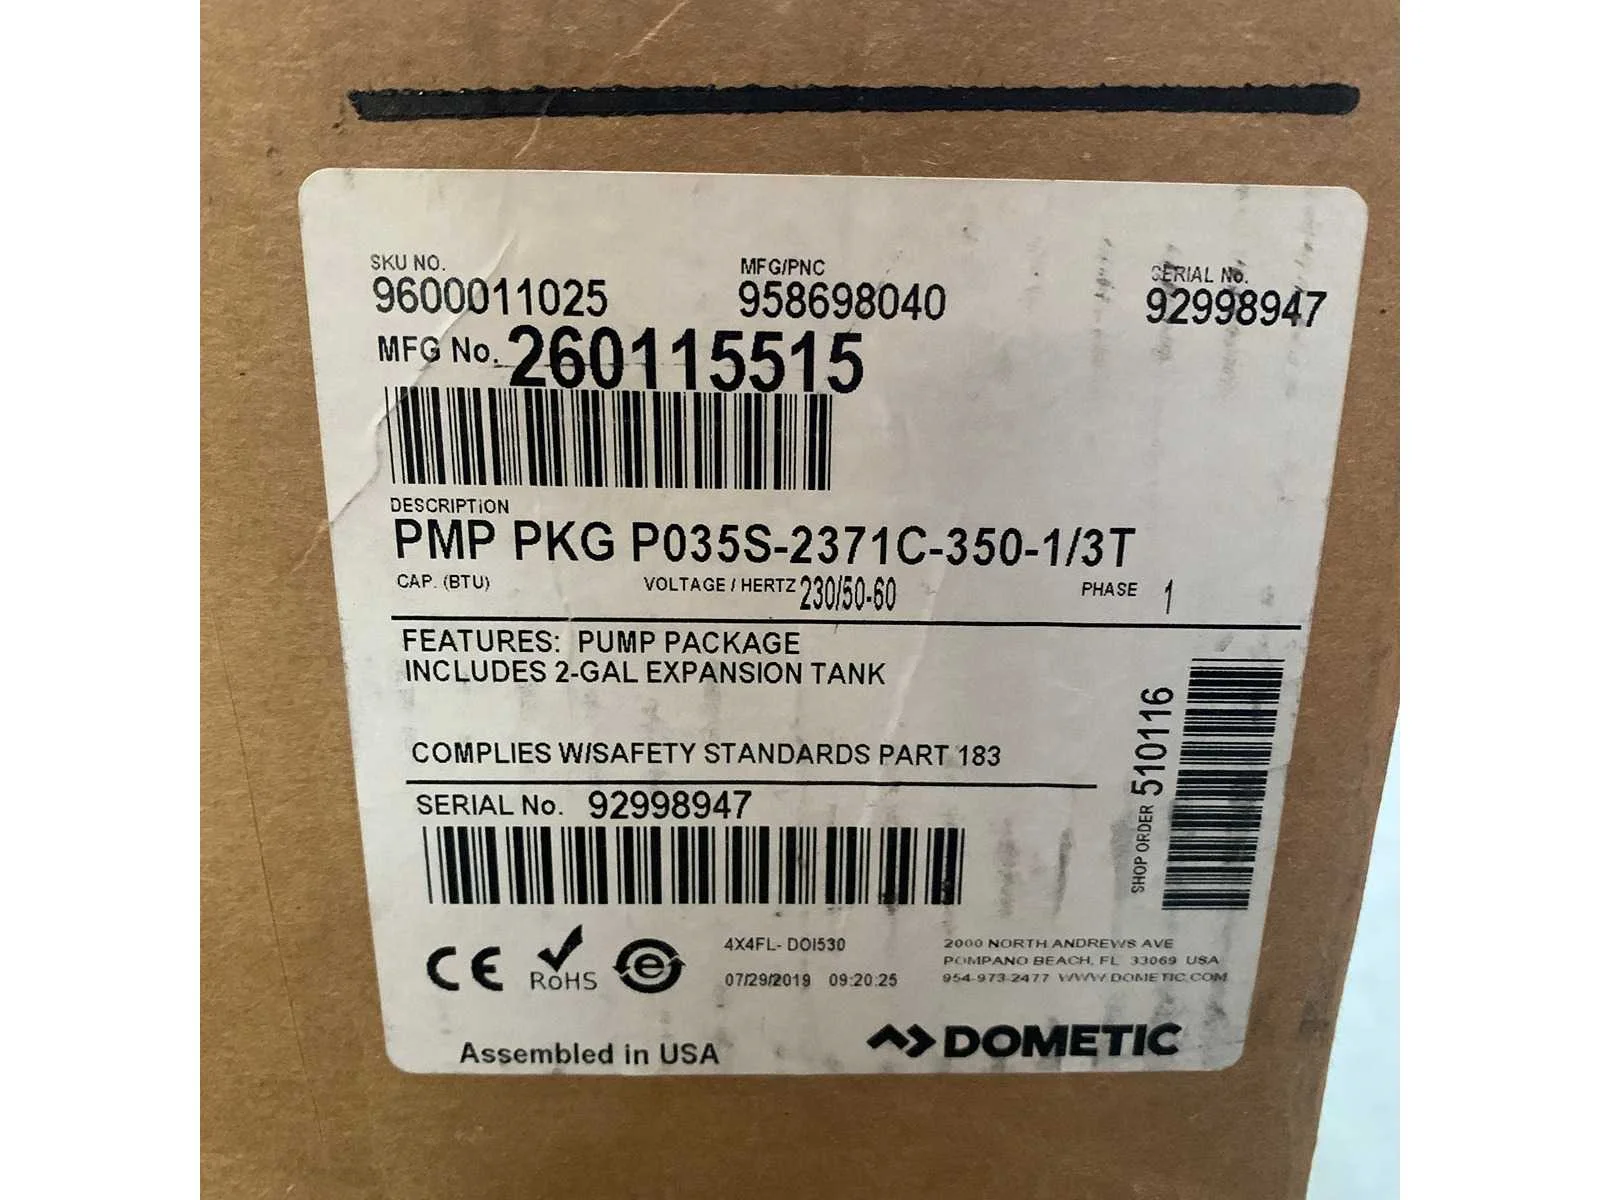 SKU NO.
9600011025
MFG/PNC
958698040
SERIAL No.
92998947
MFG No. 260115515
DESCRIPTION
PMP PKG P035S-2371C-350-1/3T
CAP. (BTU)
VOLTAGE / HERTZ 230/50-60
PHASE 1
FEATURES: PUMP PACKAGE
INCLUDES 2-GAL EXPANSION TANK
COMPLIES W/SAFETY STANDARDS PART 183
SERIAL No. 92998947
SHOP ORDER 510116
CE
RoHS
e
4X4FL- DOI530
07/29/2019 09:20:25
2000 NORTH ANDREWS AVE
POMPANO BEACH, FL 33069 USA
954-973-2477 WWW.DOMETIC.COM
Assembled in USA
DOMETIC